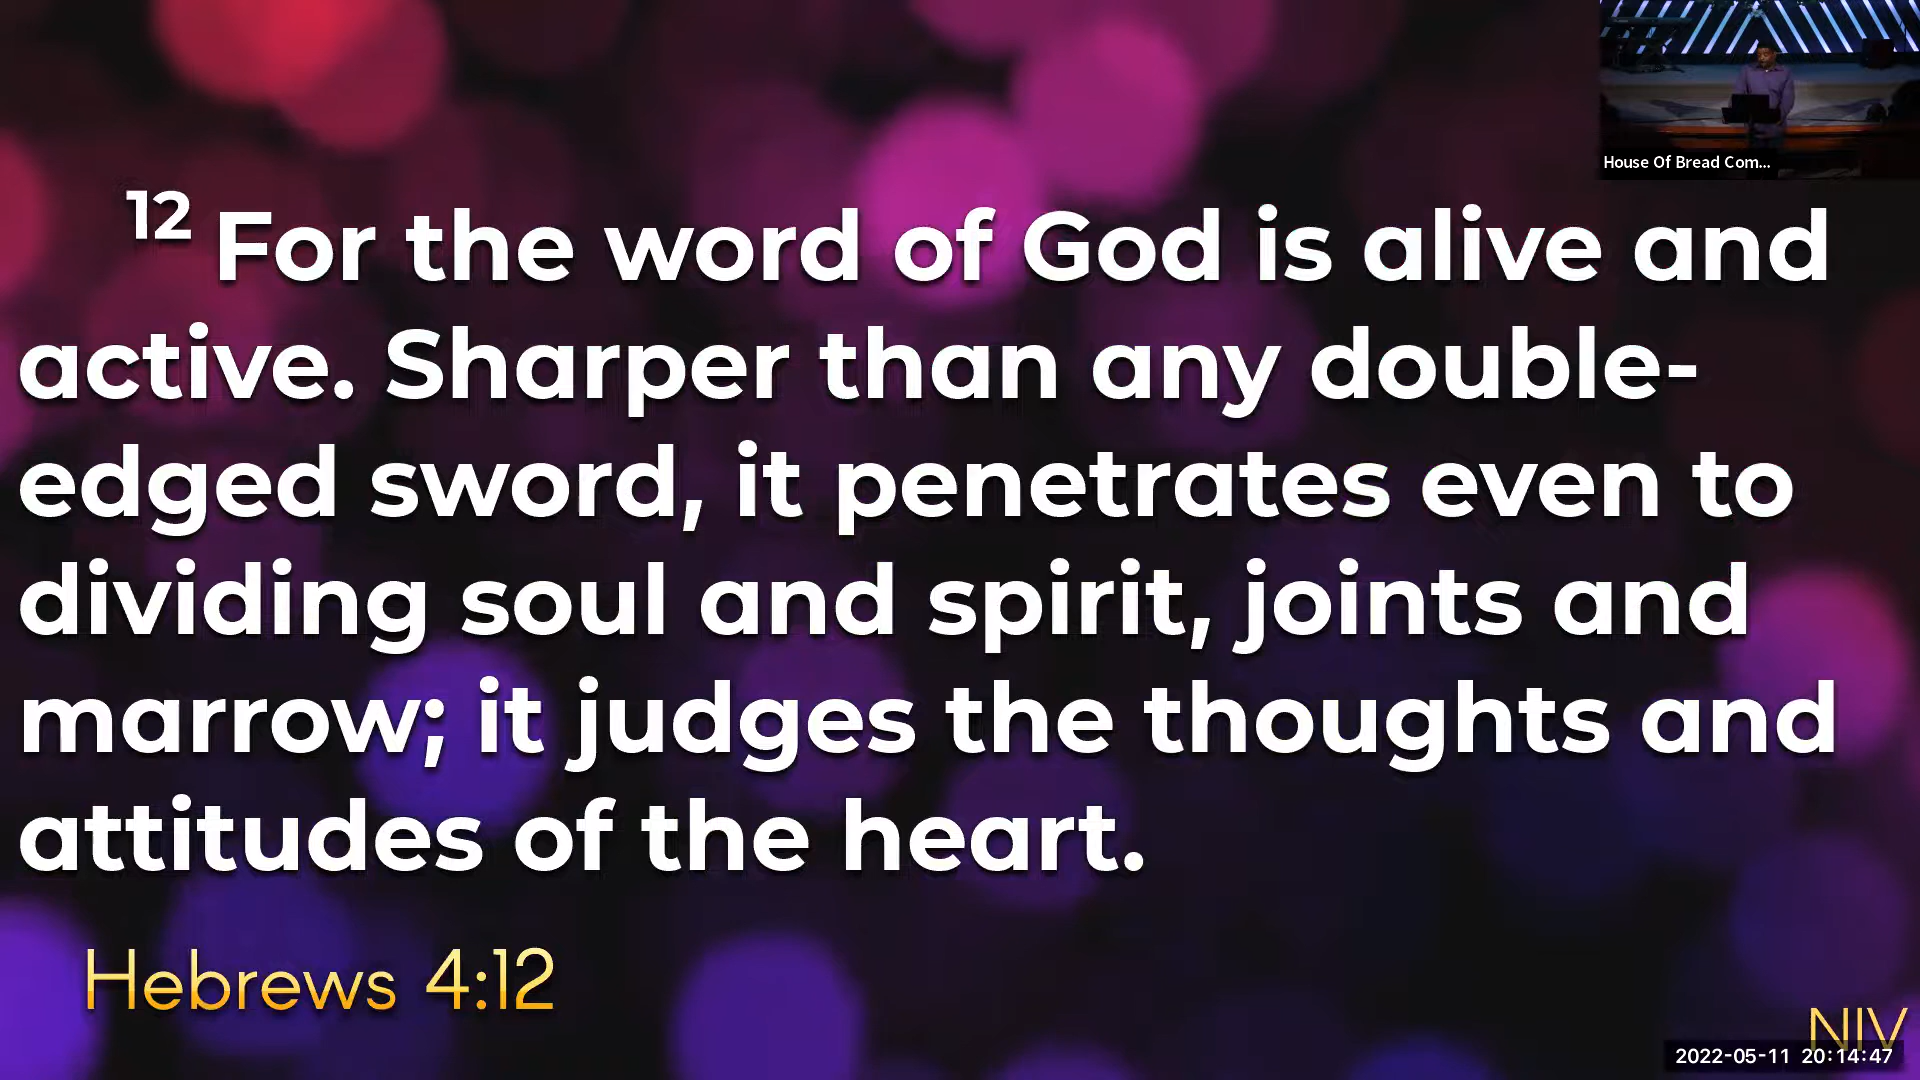 House Of Bread Com...
12 For the word of God is alive and
active. Sharper than any double-
edged sword, it penetrates even to
dividing soul and spirit, joints and
marrow; it judges the thoughts and
attitudes of the heart.
Hebrews 4:12
NIV
2022-05-11 20:14:47